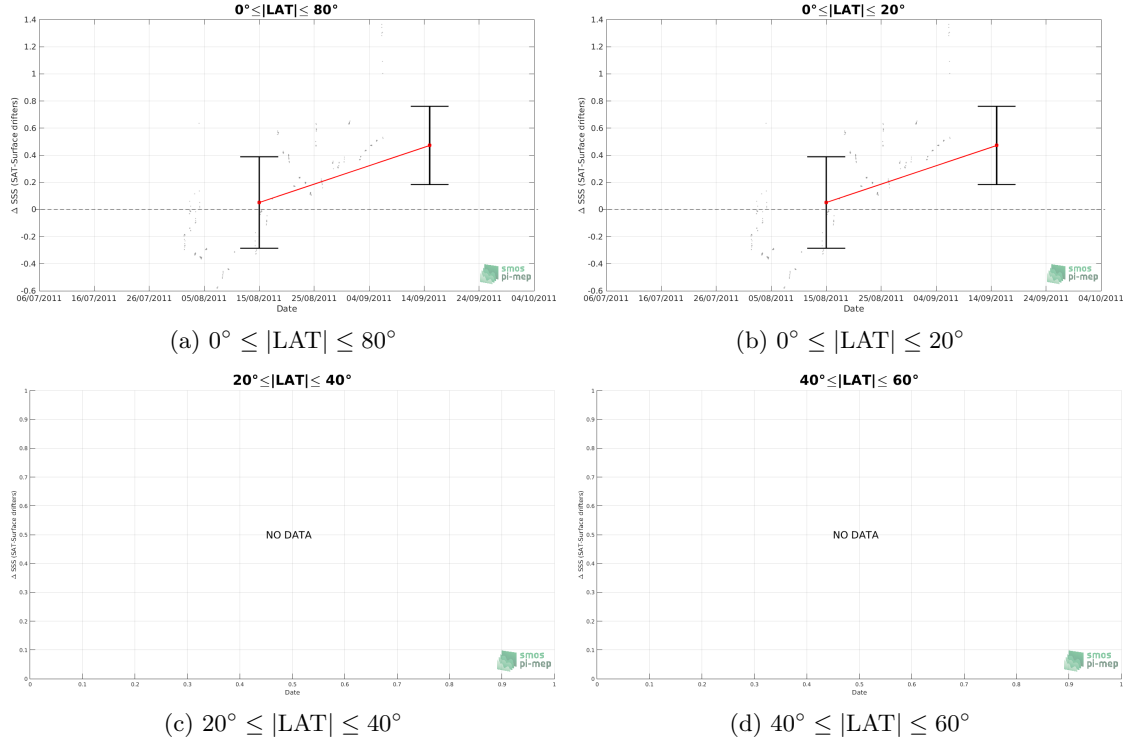 0°≤|LAT|≤ 80°
Δ SSS (SAT-Surface drifters)
1.4
1.2
1
0.8
0.6
0.4
0.2
0
-0.2
-0.4
-0.6
06/07/2011 16/07/2011 26/07/2011 05/08/2011 15/08/2011 25/08/2011 04/09/2011 14/09/2011 24/09/2011 04/10/2011
Date
smos
pi-mep
(a) 0° ≤ |LAT| ≤ 80°
0°≤|LAT|≤ 20°
Δ SSS (SAT-Surface drifters)
1.4
1.2
1
0.8
0.6
0.4
0.2
0
-0.2
-0.4
-0.6
06/07/2011 16/07/2011 26/07/2011 05/08/2011 15/08/2011 25/08/2011 04/09/2011 14/09/2011 24/09/2011 04/10/2011
Date
smos
pi-mep
(b) 0° ≤ |LAT| ≤ 20°
20°≤|LAT|≤ 40°
Δ SSS (SAT-Surface drifters)
1
0.9
0.8
0.7
0.6
0.5
0.4
0.3
0.2
0.1
0
NO DATA
0 0.1 0.2 0.3 0.4 0.5 0.6 0.7 0.8 0.9 1
Date
smos
pi-mep
(c) 20° ≤ |LAT| ≤ 40°
40°≤|LAT|≤ 60°
Δ SSS (SAT-Surface drifters)
1
0.9
0.8
0.7
0.6
0.5
0.4
0.3
0.2
0.1
0
NO DATA
0 0.1 0.2 0.3 0.4 0.5 0.6 0.7 0.8 0.9 1
Date
smos
pi-mep
(d) 40° ≤ |LAT| ≤ 60°